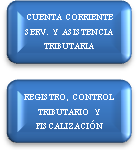 CUENTA CORRIENTE
SERV. Y ASISTENCIA
TRIBUTARIA
REGISTRO, CONTROL
TRIBUTARIO Y
FISCALIZACIÓN